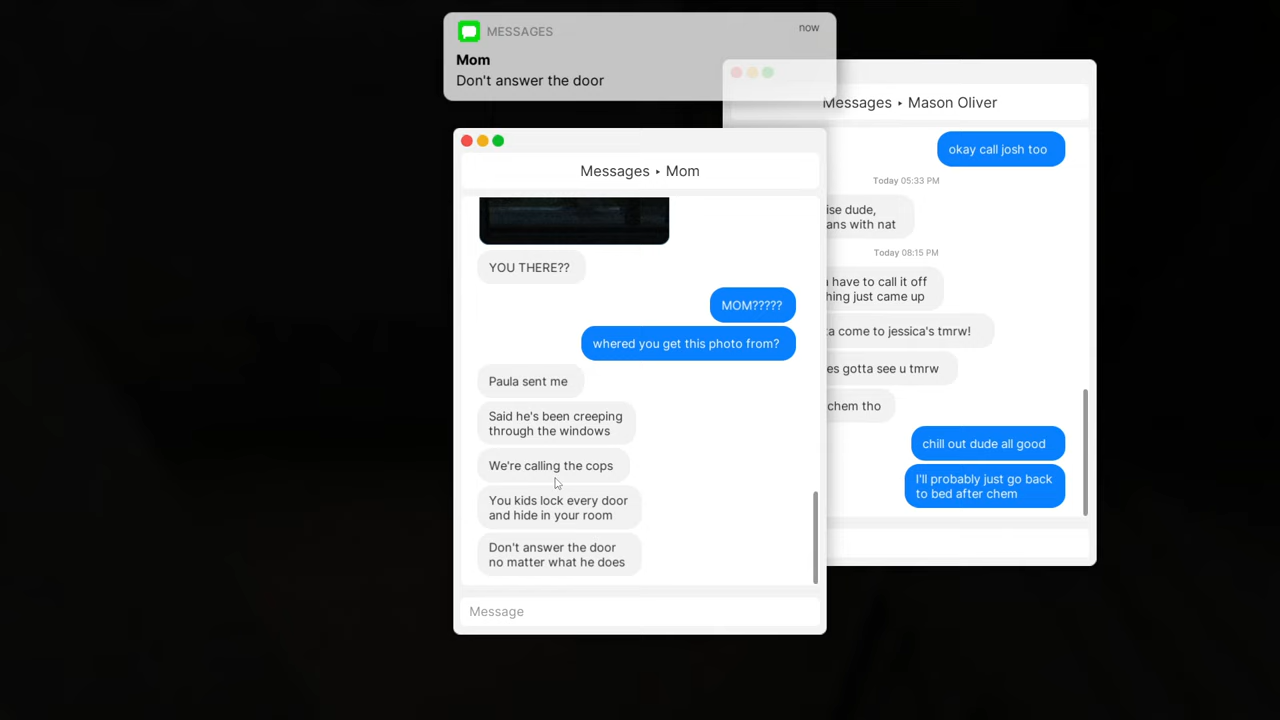 MESSAGES
now
Mom
Don't answer the door
Messages ▸ Mason Oliver
okay call josh too
Today 05:33 PM
dude,
with nat
Today 08:15 PM
have to call it off
just came up
come to jessica's tmrw!
gotta see u tmrw
chem tho
chill out dude all good
I'll probably just go back
to bed after chem
Messages ▸ Mom
YOU THERE??
MOM?????
whered you get this photo from?
Paula sent me
Said he's been creeping
through the windows
We're calling the cops
You kids lock every door
and hide in your room
Don't answer the door
no matter what he does
Message